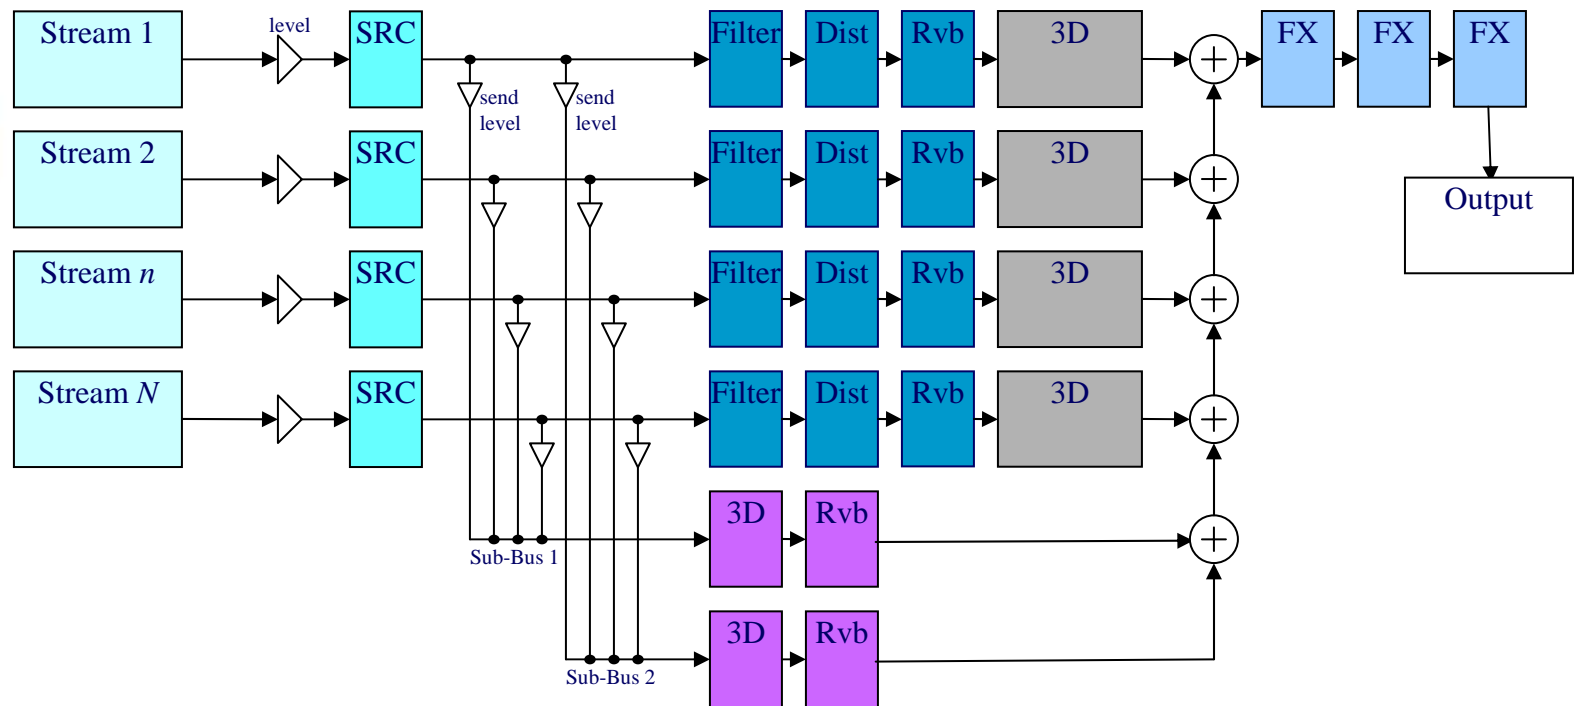 Stream 1
level
SRC
Filter
Dist
Rvb
3D
FX
FX
FX
send
level
send
level
Stream 2
SRC
Filter
Dist
Rvb
3D
Output
Stream n
SRC
Filter
Dist
Rvb
3D
Stream N
SRC
Filter
Dist
Rvb
3D
3D
Rvb
Sub-Bus 1
3D
Rvb
Sub-Bus 2